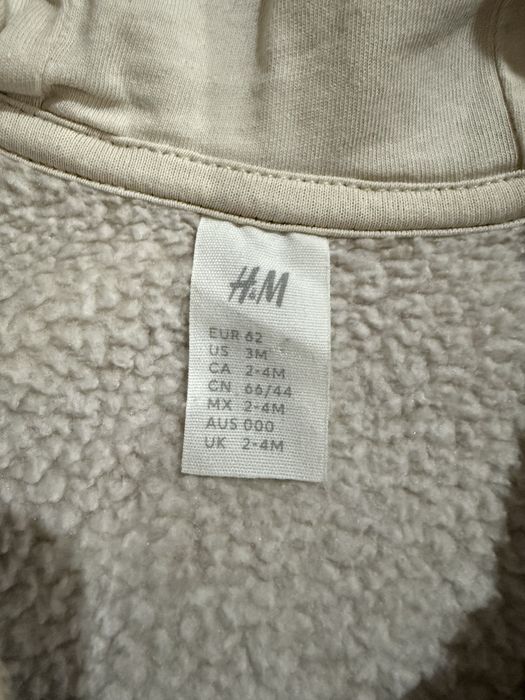 H&M
EUR 62
US 3M
CA 2-4M
CN 66/44
MX 2-4M
AUS 000
UK 2-4M